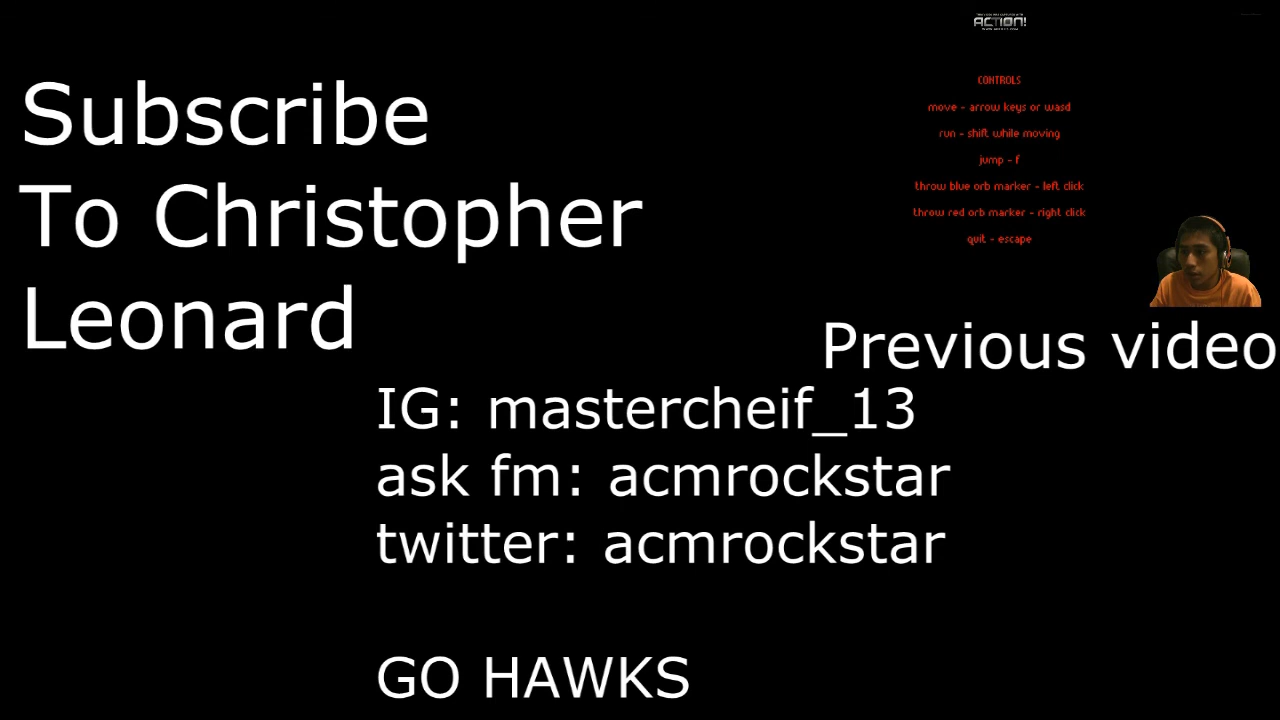 Subscribe
To Christopher
Leonard
ACTION!
CONTROLS
move - arrow keys or wasd
run - shift while moving
jump - f
throw blue orb marker - left click
throw red orb marker - right click
quit - escape
Previous video
IG: mastercheif_13
ask fm: acmrockstar
twitter: acmrockstar
GO HAWKS